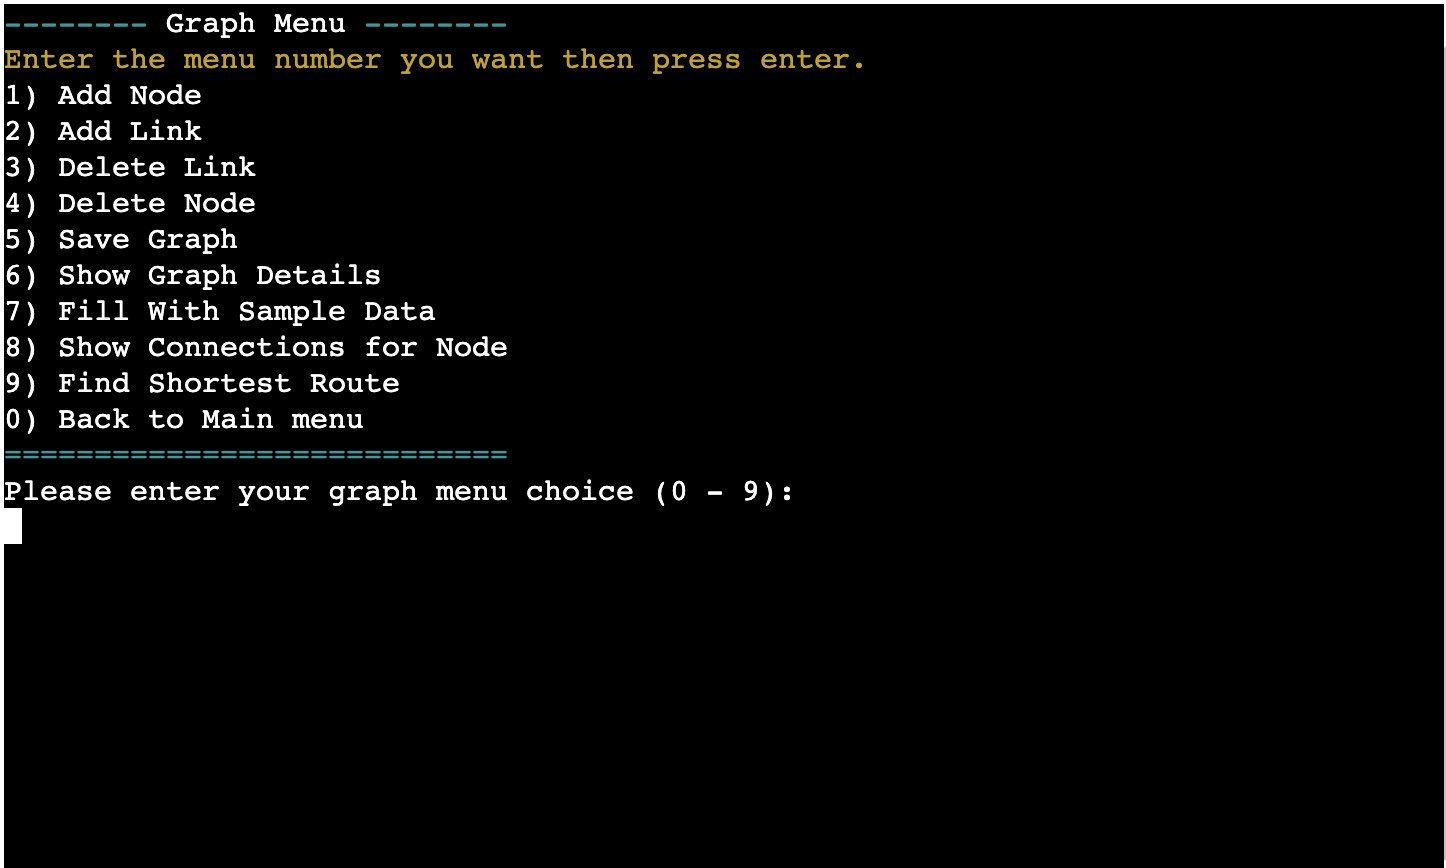 -------- Graph Menu --------
Enter the menu number you want then press enter.
1) Add Node
2) Add Link
3) Delete Link
4) Delete Node
5) Save Graph
6) Show Graph Details
7) Fill With Sample Data
8) Show Connections for Node
9) Find Shortest Route
0) Back to Main menu
============================
Please enter your graph menu choice (0 - 9):